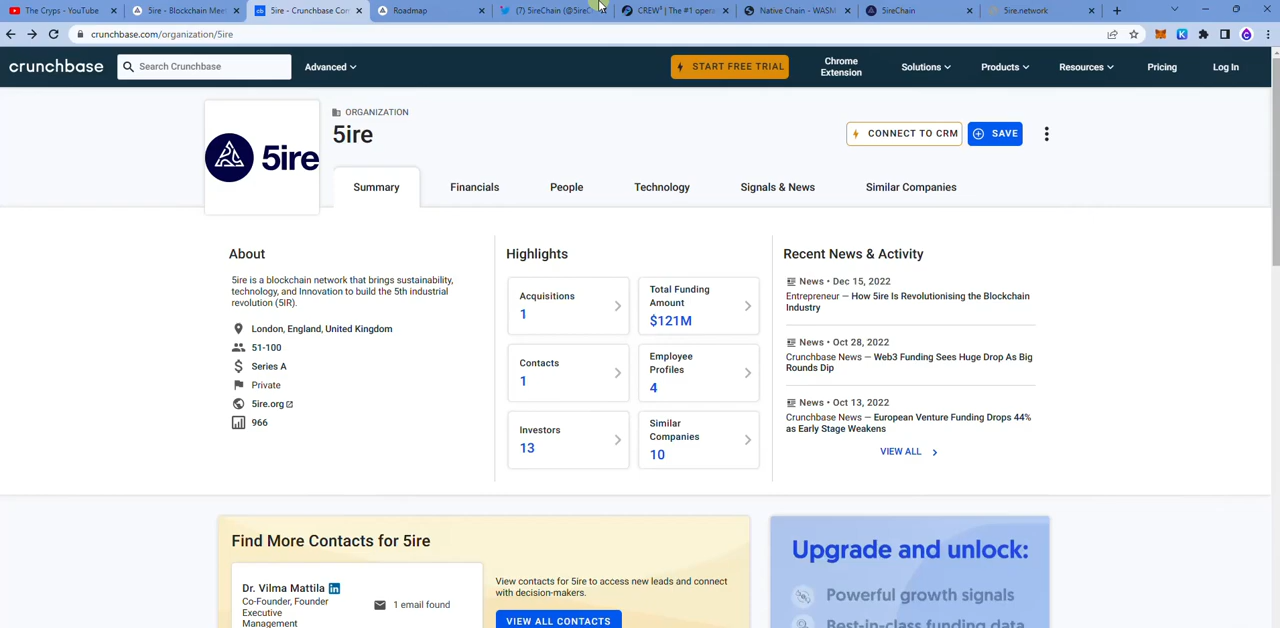 The Cryps - YouTube
5ire - Blockchain Meet
5ire - Crunchbase Con
Roadmap
(7) 5ireChain (@5ireC
CREW³ | The #1 opera
Native Chain - WASM
5ireChain
5ire.network
crunchbase.com/organization/5ire
crunchbase
Search Crunchbase
Advanced
START FREE TRIAL
Chrome
Extension
Solutions
Products
Resources
Pricing
Log In
5ire
ORGANIZATION
5ire
CONNECT TO CRM
SAVE
Summary
Financials
People
Technology
Signals & News
Similar Companies
About
5ire is a blockchain network that brings sustainability,
technology, and Innovation to build the 5th industrial
revolution (5IR).
London, England, United Kingdom
51-100
Series A
Private
5ire.org
966
Highlights
Acquisitions
1
Total Funding
Amount
$121M
Contacts
1
Employee
Profiles
4
Investors
13
Similar
Companies
10
Recent News & Activity
News • Dec 15, 2022
Entrepreneur — How 5ire Is Revolutionising the Blockchain
Industry
News • Oct 28, 2022
Crunchbase News — Web3 Funding Sees Huge Drop As Big
Rounds Dip
News • Oct 13, 2022
Crunchbase News — European Venture Funding Drops 44%
as Early Stage Weakens
VIEW ALL
Find More Contacts for 5ire
Dr. Vilma Mattila
Co-Founder, Founder
Executive
Management
1 email found
View contacts for 5ire to access new leads and connect
with decision-makers.
VIEW ALL CONTACTS
Upgrade and unlock:
Powerful growth signals
Best-in-class funding data